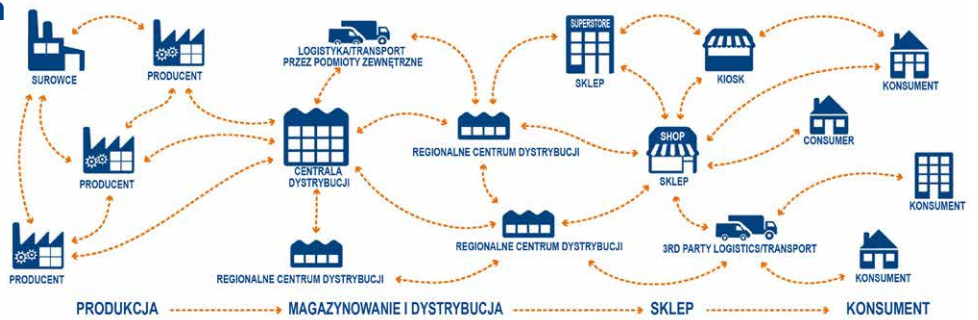 SUROWCE
PRODUCENT
LOGISTYKA/TRANSPORT
PRZEZ PODMIOTY ZEWNĘTRZNE
SUPERSTORE
SKLEP
KIOSK
KONSUMENT
PRODUCENT
CENTRALA
DYSTRYBUCJI
REGIONALNE CENTRUM DYSTRYBUCJI
SHOP
SKLEP
CONSUMER
KONSUMENT
PRODUCENT
REGIONALNE CENTRUM DYSTRYBUCJI
REGIONALNE CENTRUM DYSTRYBUCJI
3RD PARTY LOGISTICS/TRANSPORT
KONSUMENT
PRODUKCJA
MAGAZYNOWANIE I DYSTRYBUCJA
SKLEP
KONSUMENT